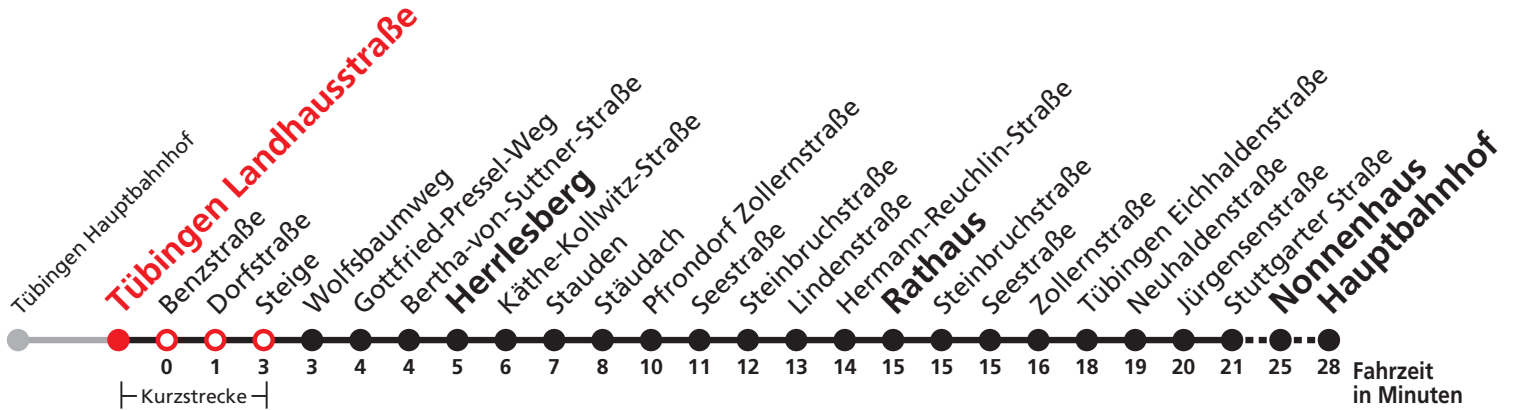 Tübingen Hauptbahnhof
Tübingen Landhausstraße
Benzstraße
Dorfstraße
Steige
Wolfsbaumweg
Gottfried-Pressel-Weg
Bertha-von-Suttner-Straße
Herrlesberg
Käthe-Kollwitz-Straße
Stauden
Stäudach
Pfrondorf Zollernstraße
Seestraße
Steinbruchstraße
Lindenstraße
Hermann-Reuchlin-Straße
Rathaus
Steinbruchstraße
Seestraße
Zollernstraße
Tübingen Eichhaldenstraße
Neuhaldenstraße
Jürgensenstraße
Stuttgarter Straße
Nonnenhaus
Hauptbahnhof
0 1 3 3 4 4 5 6 7 8 10 11 12 13 14 15 15 15 16 18 19 20 21 25 28
Fahrzeit
in Minuten
Kurzstrecke